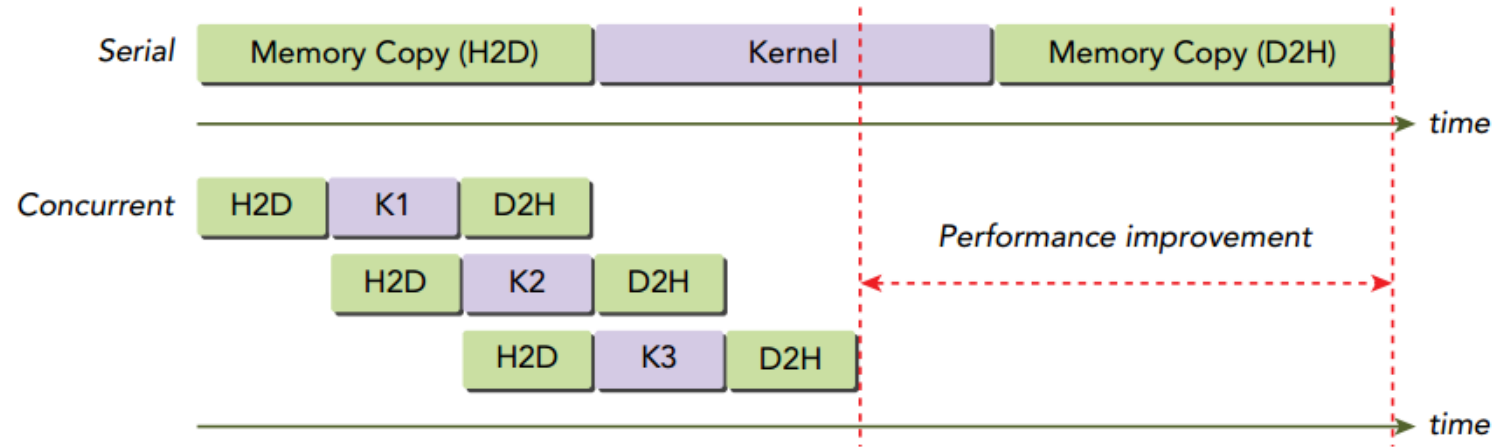 Serial Memory Copy (H2D) Kernel Memory Copy (D2H)
time
Concurrent H2D K1 D2H
Performance improvement
H2D K2 D2H
H2D K3 D2H
time